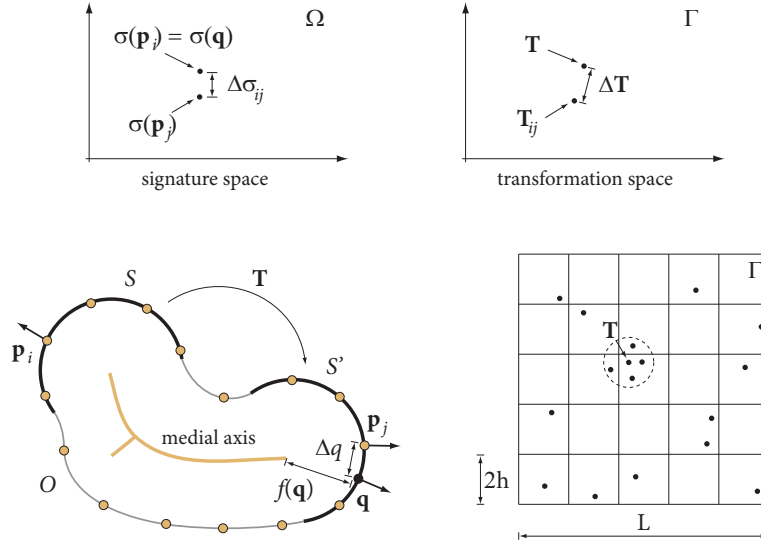 Ω
σ(p_i) = σ(q)
Δσ_ij
σ(p_j)
signature space
Γ
T
ΔT
T_ij
transformation space
S
T
p_i
S'
p_j
medial axis
Δq
O
f(q)
q
Γ
T
2h
L